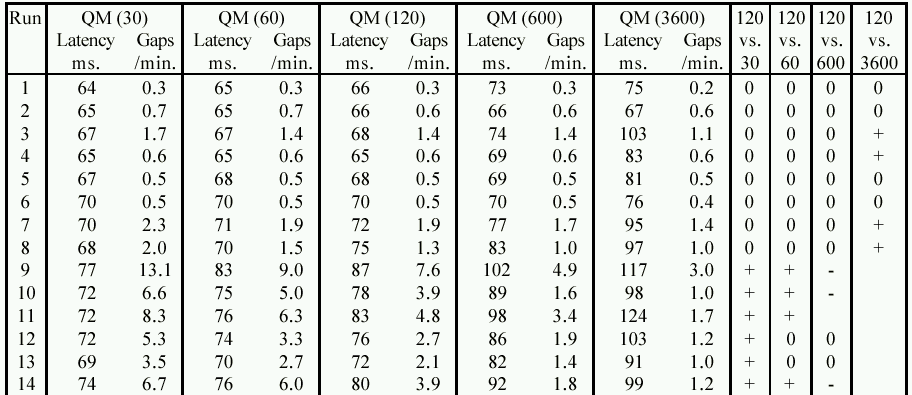 Run QM (30) QM (60) QM (120) QM (600) QM (3600) 120 120 120 120
Latency Gaps Latency Gaps Latency Gaps Latency Gaps Latency Gaps vs. vs. vs. vs.
ms. /min. ms. /min. ms. /min. ms. /min. ms. /min. 30 60 600 3600
1 64 0.3 65 0.3 66 0.3 73 0.3 75 0.2 0 0 0 0
2 65 0.7 65 0.7 66 0.6 66 0.6 67 0.6 0 0 0 0
3 67 1.7 67 1.4 68 1.4 74 1.4 103 1.1 0 0 0 +
4 65 0.6 65 0.6 65 0.6 69 0.6 83 0.6 0 0 0 +
5 67 0.5 68 0.5 68 0.5 69 0.5 81 0.5 0 0 0 0
6 70 0.5 70 0.5 70 0.5 70 0.5 76 0.4 0 0 0 0
7 70 2.3 71 1.9 72 1.9 77 1.7 95 1.4 0 0 0 +
8 68 2.0 70 1.5 75 1.3 83 1.0 97 1.0 0 0 0 +
9 77 13.1 83 9.0 87 7.6 102 4.9 117 3.0 + + -
10 72 6.6 75 5.0 78 3.9 89 1.6 98 1.0 + + -
11 72 8.3 76 6.3 83 4.8 98 3.4 124 1.7 + +
12 72 5.3 74 3.3 76 2.7 86 1.9 103 1.2 + 0 0
13 69 3.5 70 2.7 72 2.1 82 1.4 91 1.0 + 0 0
14 74 6.7 76 6.0 80 3.9 92 1.8 99 1.2 + + -